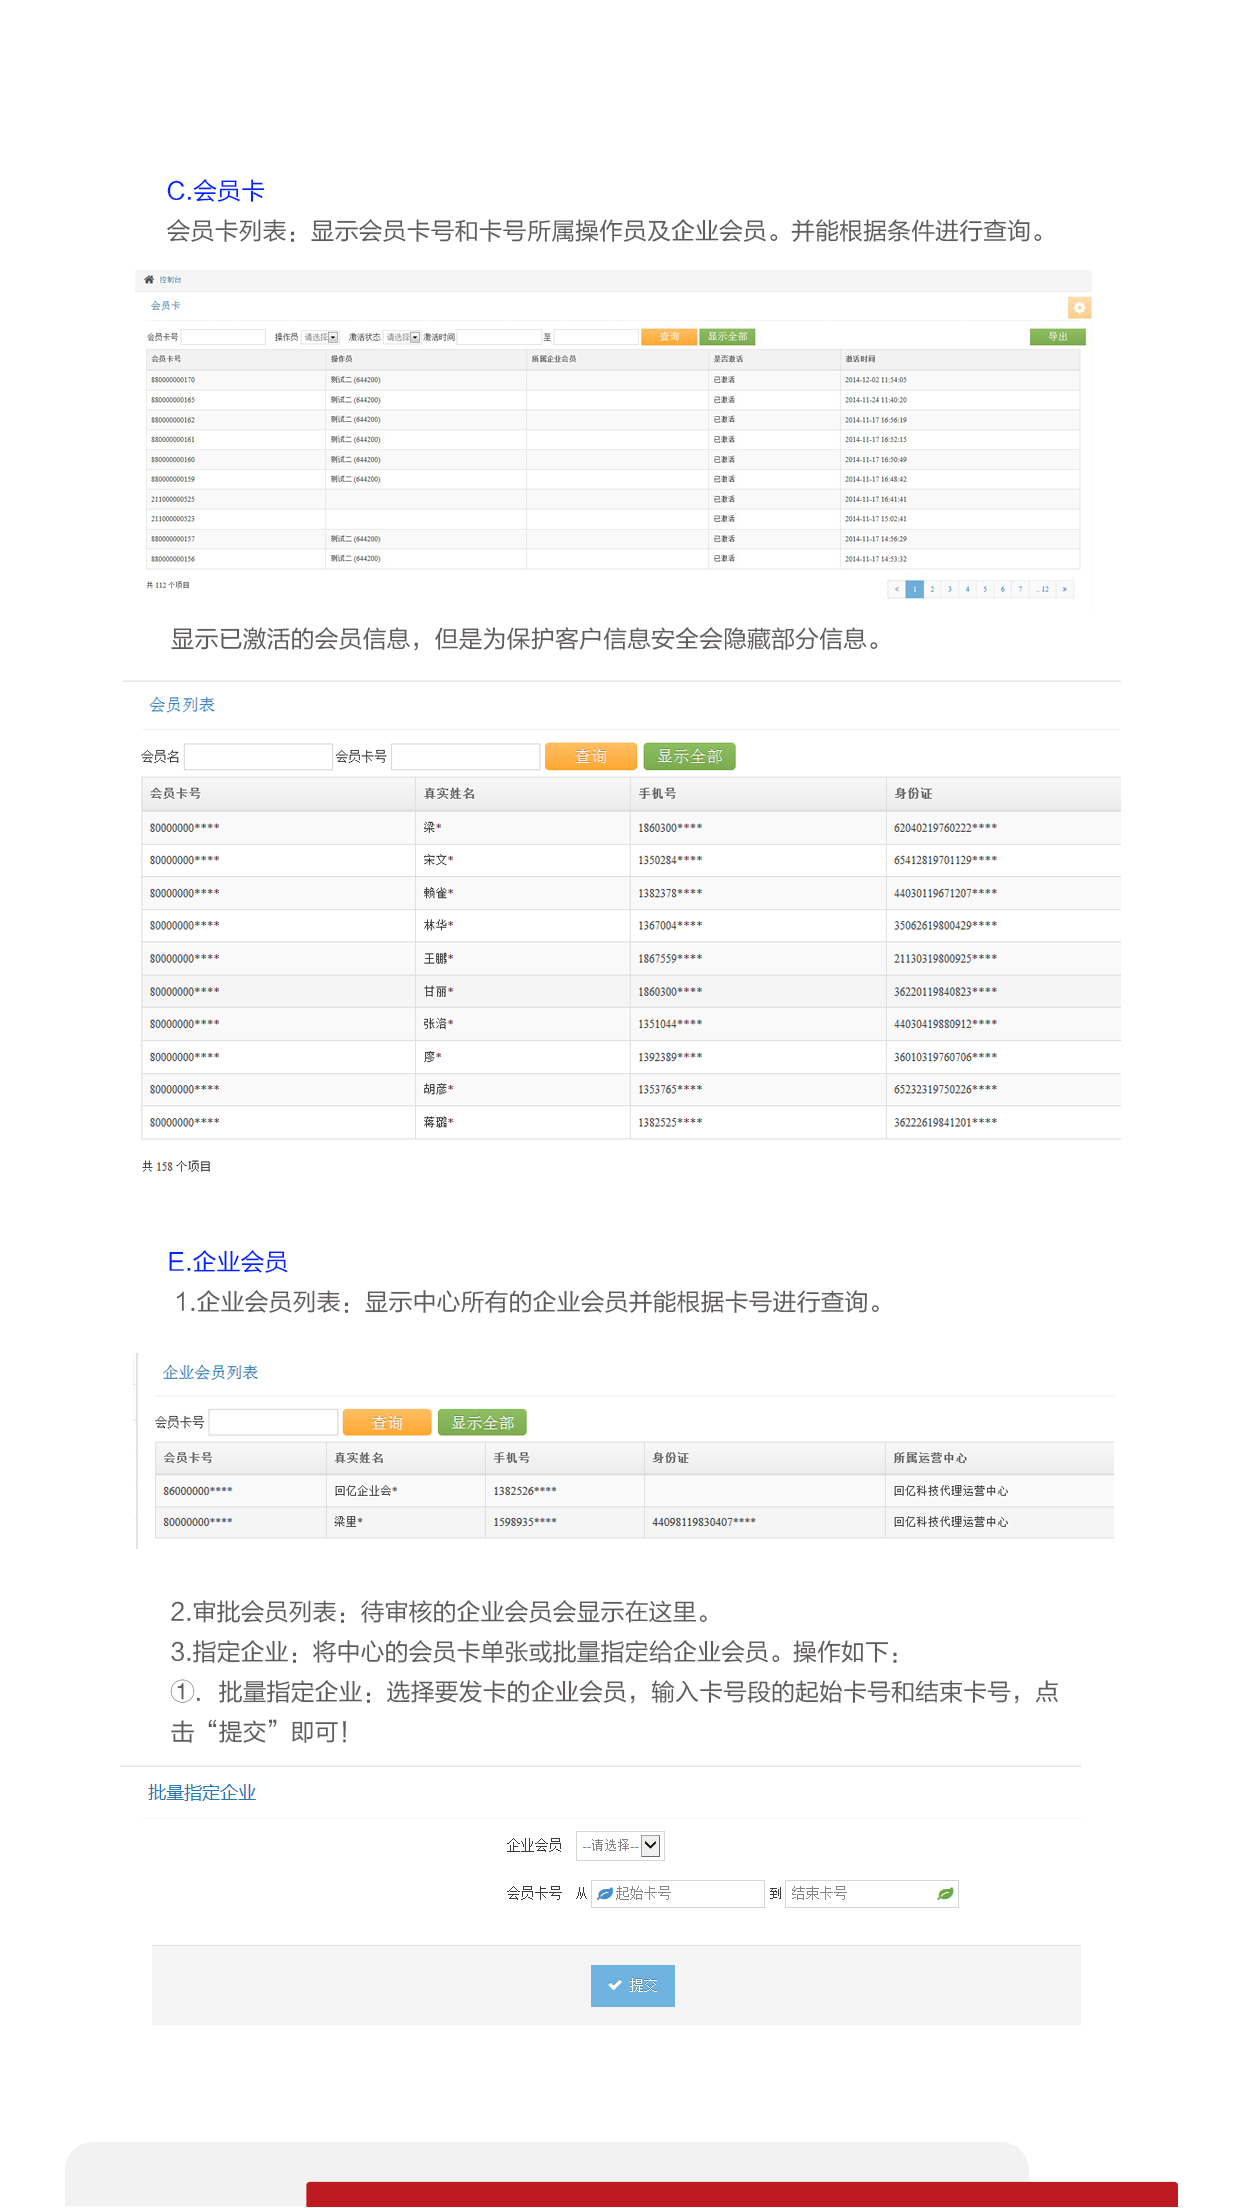 C.会员卡
会员卡列表：显示会员卡号和卡号所属操作员及企业会员。并能根据条件进行查询。
控制台
会员卡
会员卡号 操作员 请选择 激活状态 请选择 激活时间 至 查询 显示全部 导出
会员卡号 操作员 所属企业会员 是否激活 激活时间
880000000170 测试二 (644200) 已激活 2014-12-02 11:54:05
880000000165 测试二 (644200) 已激活 2014-11-24 11:40:20
880000000162 测试二 (644200) 已激活 2014-11-17 16:56:19
880000000161 测试二 (644200) 已激活 2014-11-17 16:52:15
880000000160 测试二 (644200) 已激活 2014-11-17 16:50:49
880000000159 测试二 (644200) 已激活 2014-11-17 16:48:42
211000000525 已激活 2014-11-17 16:41:41
211000000523 已激活 2014-11-17 15:02:41
880000000157 测试二 (644200) 已激活 2014-11-17 14:56:29
880000000156 测试二 (644200) 已激活 2014-11-17 14:53:32
共 112 个项目 « 1 2 3 4 5 6 7 .. 12 »
显示已激活的会员信息，但是为保护客户信息安全会隐藏部分信息。
会员列表
会员名 会员卡号 查询 显示全部
会员卡号 真实姓名 手机号 身份证
80000000**** 梁* 1860300**** 62040219760222****
80000000**** 宋文* 1350284**** 65412819701129****
80000000**** 赖雀* 1382378**** 44030119671207****
80000000**** 林华* 1367004**** 35062619800429****
80000000**** 王鹏* 1867559**** 21130319800925****
80000000**** 甘丽* 1860300**** 36220119840823****
80000000**** 张洛* 1351044**** 44030419880912****
80000000**** 廖* 1392389**** 36010319760706****
80000000**** 胡彦* 1353765**** 65232319750226****
80000000**** 蒋璐* 1382525**** 36222619841201****
共 158 个项目
E.企业会员
1.企业会员列表：显示中心所有的企业会员并能根据卡号进行查询。
企业会员列表
会员卡号 查询 显示全部
会员卡号 真实姓名 手机号 身份证 所属运营中心
86000000**** 回亿企业会* 1382526**** 回亿科技代理运营中心
80000000**** 梁里* 1598935**** 44098119830407**** 回亿科技代理运营中心
2.审批会员列表：待审核的企业会员会显示在这里。
3.指定企业：将中心的会员卡单张或批量指定给企业会员。操作如下：
①. 批量指定企业：选择要发卡的企业会员，输入卡号段的起始卡号和结束卡号，点
击“提交”即可！
批量指定企业
企业会员 --请选择--
会员卡号 从 起始卡号 到 结束卡号
提交